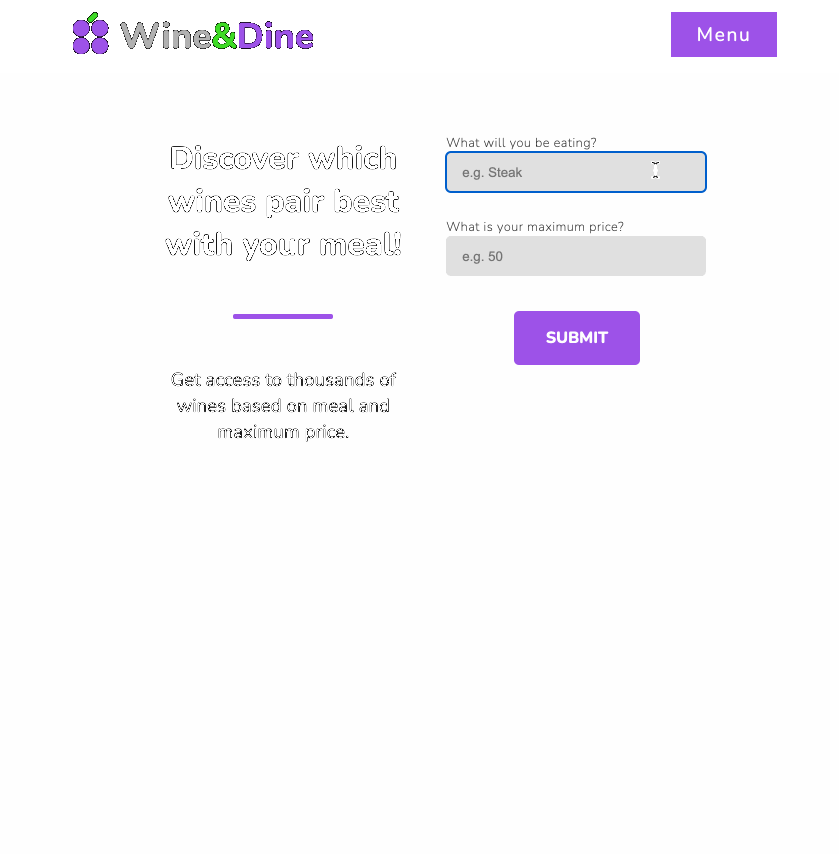 Wine&Dine
Menu
Discover which
wines pair best
with your meal!
Get access to thousands of
wines based on meal and
maximum price.
What will you be eating?
e.g. Steak
What is your maximum price?
e.g. 50
SUBMIT